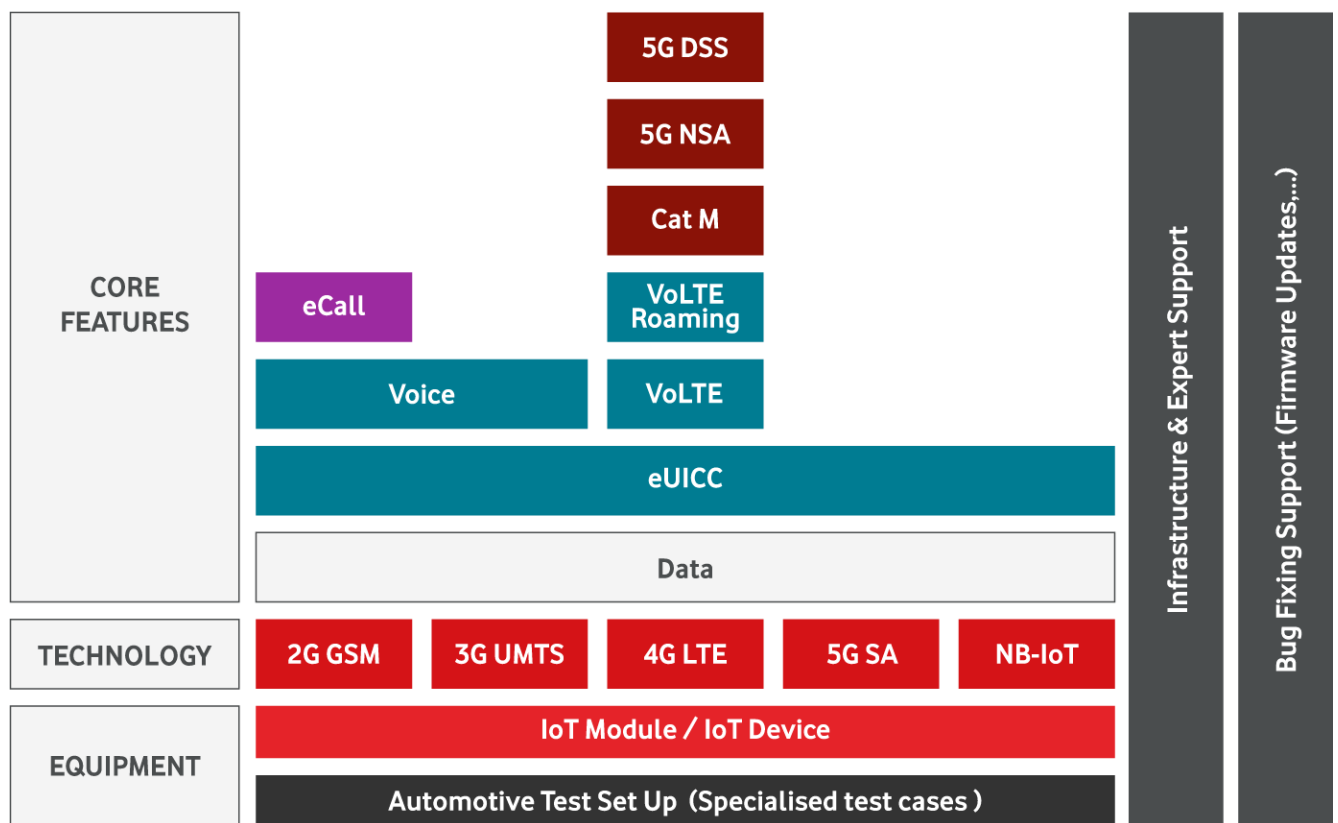 5G DSS
5G NSA
Cat M
CORE
FEATURES
eCall
VoLTE
Roaming
Voice
VoLTE
eUICC
Data
TECHNOLOGY
2G GSM
3G UMTS
4G LTE
5G SA
NB-IoT
EQUIPMENT
IoT Module / IoT Device
Automotive Test Set Up (Specialised test cases )
Infrastructure & Expert Support
Bug Fixing Support (Firmware Updates,...)